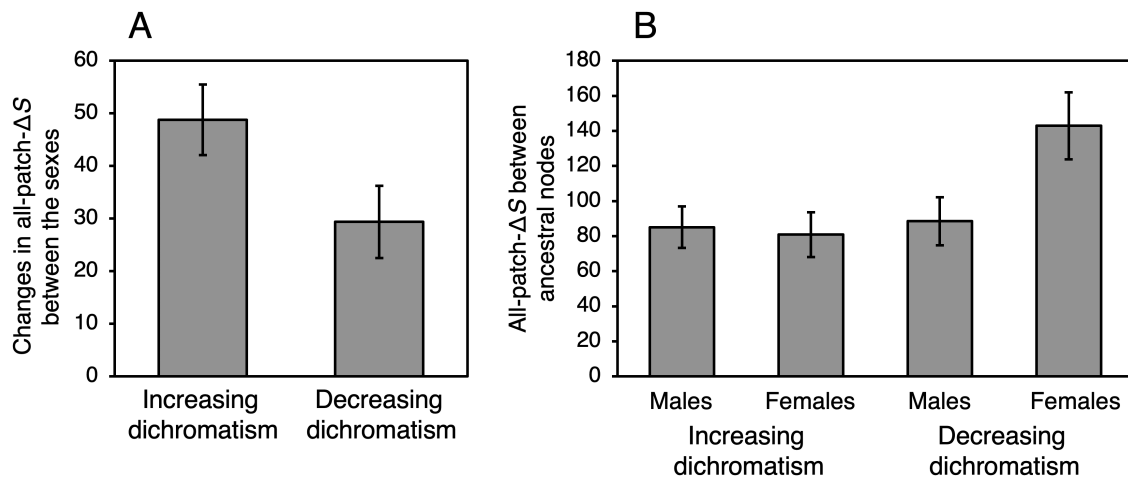 A
Changes in all-patch-ΔS
between the sexes
60
50
40
30
20
10
0
Increasing
dichromatism
Decreasing
dichromatism
B
All-patch-ΔS between
ancestral nodes
180
160
140
120
100
80
60
40
20
0
Males
Females
Males
Females
Increasing
dichromatism
Decreasing
dichromatism